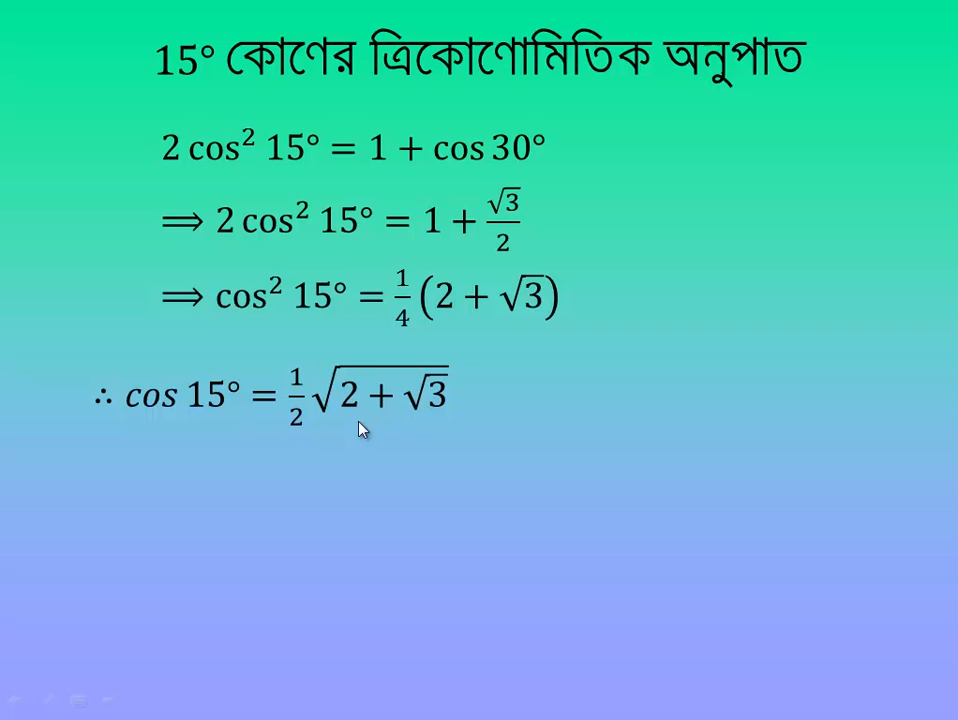 15° কোণের ত্রিকোণোমিতিক অনুপাত
2 cos² 15° = 1 + cos 30°
⟹ 2 cos² 15° = 1 + √3/2
⟹ cos² 15° = 1/4 (2 + √3)
∴ cos 15° = 1/2 √(2 + √3)